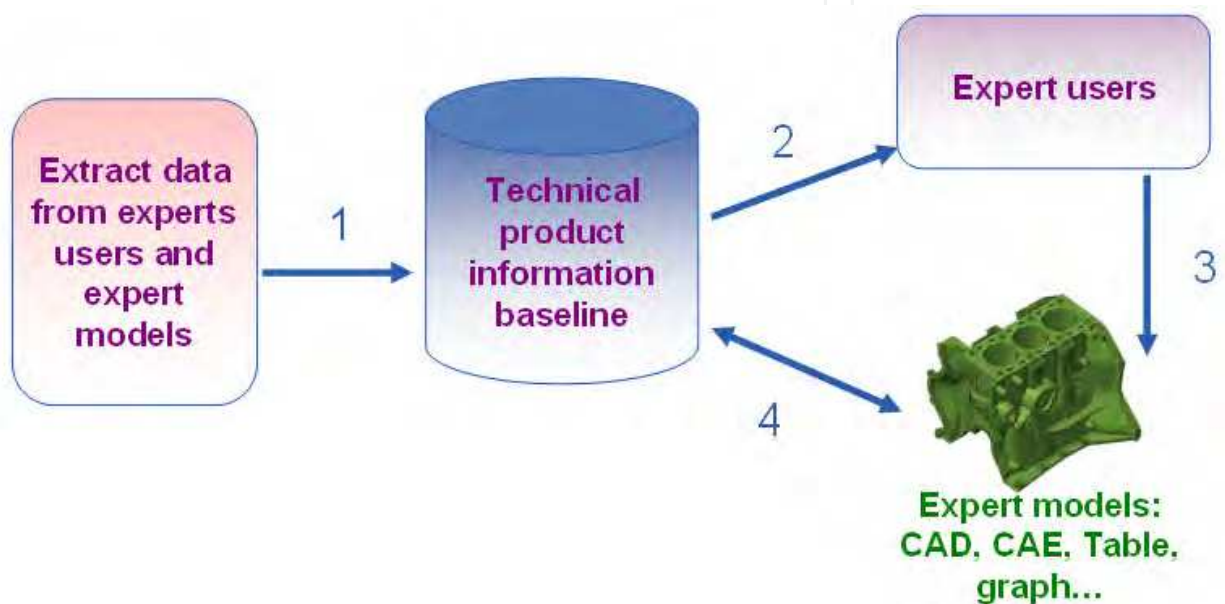 Extract data
from experts
users and
expert
models
1
Technical
product
information
baseline
2
Expert users
3
4
Expert models:
CAD, CAE, Table,
graph...